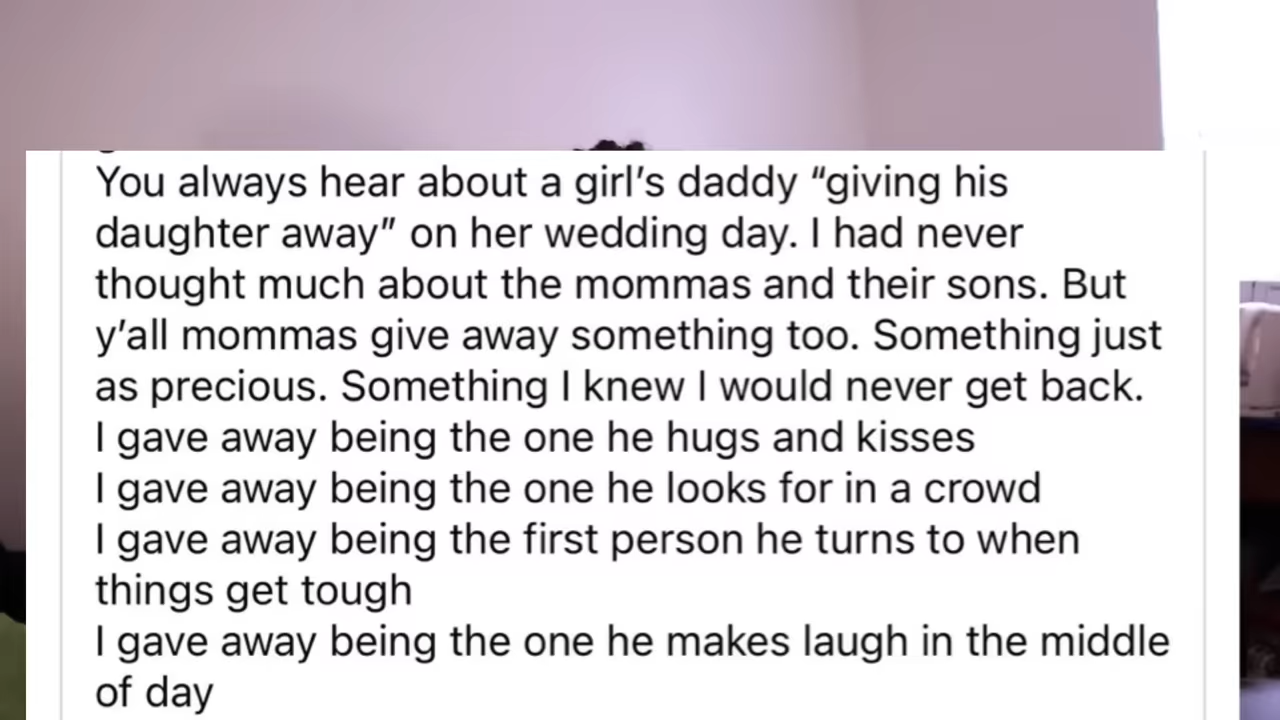 You always hear about a girl’s daddy “giving his
daughter away” on her wedding day. I had never
thought much about the mommas and their sons. But
y’all mommas give away something too. Something just
as precious. Something I knew I would never get back.
I gave away being the one he hugs and kisses
I gave away being the one he looks for in a crowd
I gave away being the first person he turns to when
things get tough
I gave away being the one he makes laugh in the middle
of day